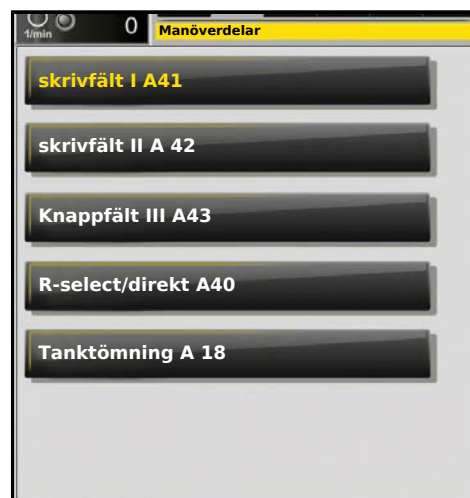 1/min
0
Manöverdelar
skrivfält I A41
skrivfält II A 42
Knappfält III A43
R-select/direkt A40
Tanktömning A 18